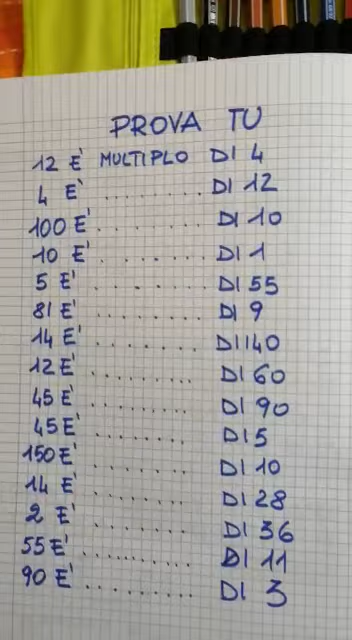 PROVA TU
12 E' MULTIPLO DI 4
4 E' ........ DI 12
100 E' ........ DI 10
10 E' ........ DI 1
5 E' ........ DI 55
81 E' ........ DI 9
14 E' ........ DI 140
12 E' ........ DI 60
45 E' ........ DI 90
45 E' ........ DI 5
150 E' ........ DI 10
14 E' ........ DI 28
2 E' ........ DI 36
55 E' ........ DI 11
90 E' ........ DI 3